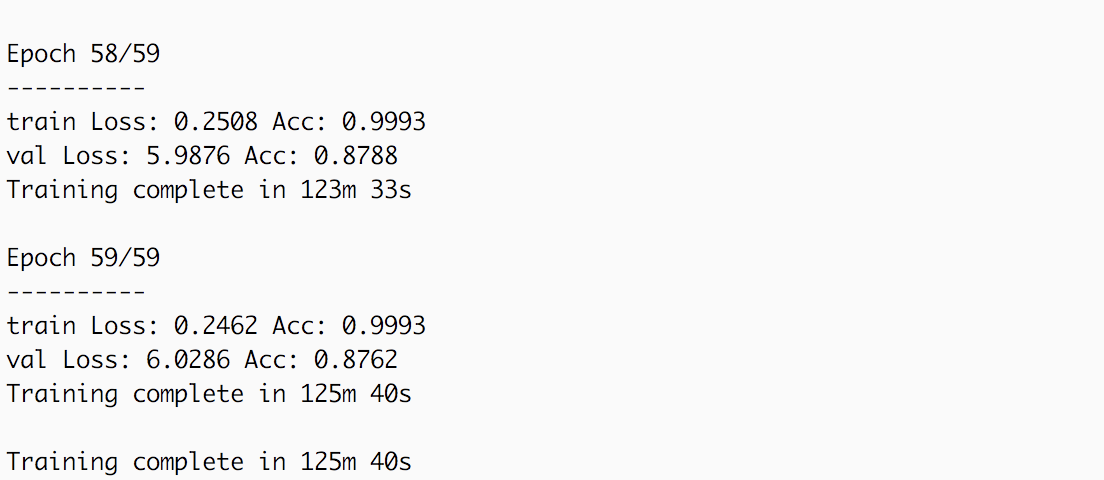 Epoch 58/59
----------
train Loss: 0.2508 Acc: 0.9993
val Loss: 5.9876 Acc: 0.8788
Training complete in 123m 33s
Epoch 59/59
----------
train Loss: 0.2462 Acc: 0.9993
val Loss: 6.0286 Acc: 0.8762
Training complete in 125m 40s
Training complete in 125m 40s